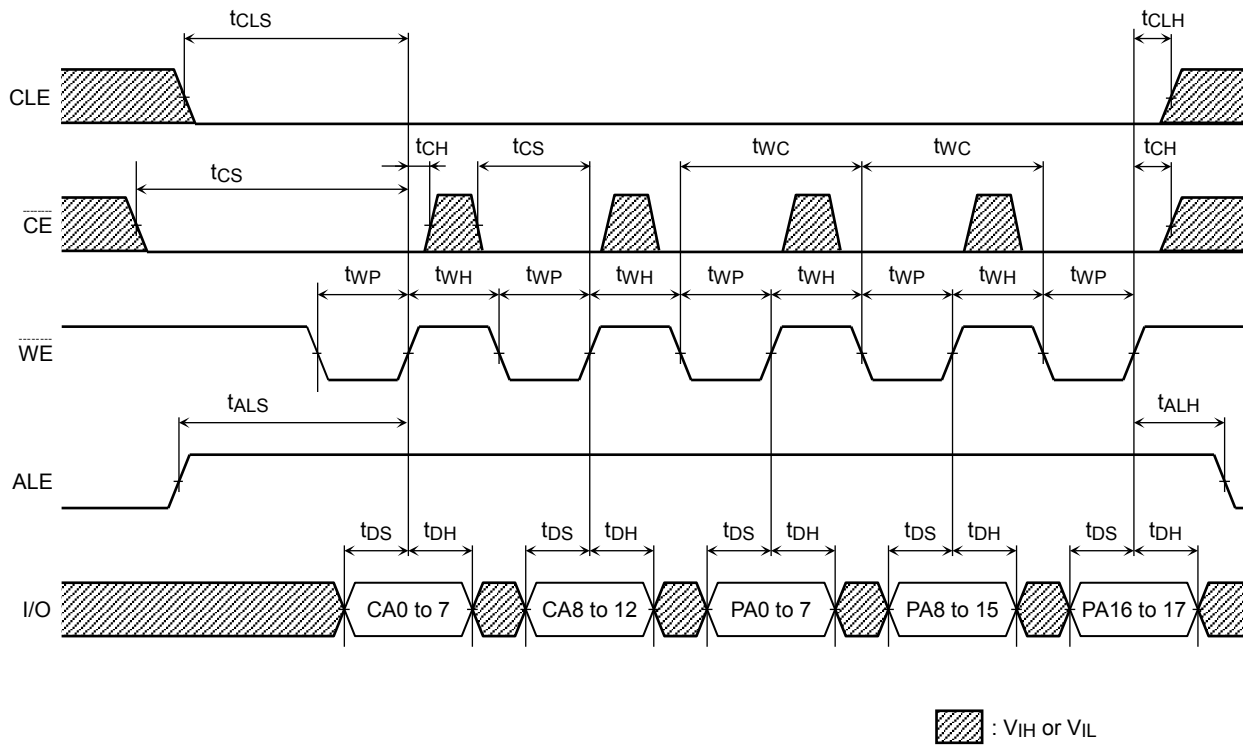 tCLS tCLH
CLE
tCH tCS tWC tWC tCH
tCS
CE
tWP tWH tWP tWH tWP tWH tWP tWH tWP
WE
tALS tALH
ALE
tDS tDH tDS tDH tDS tDH tDS tDH tDS tDH
I/O CA0 to 7 CA8 to 12 PA0 to 7 PA8 to 15 PA16 to 17
: VIH or VIL